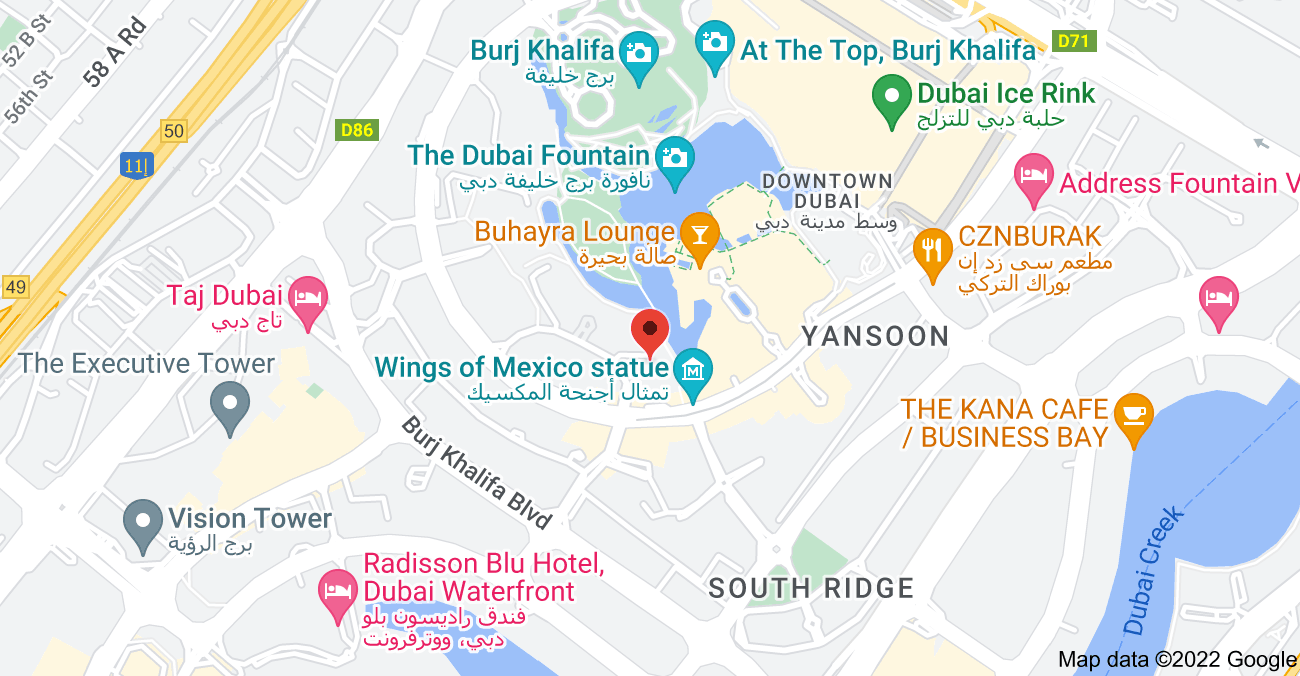 52 B St
58 A Rd
56th St
50
11إ
49
D86
D71
Burj Khalifa
برج خليفة
At The Top, Burj Khalifa
Dubai Ice Rink
حلبة دبي للتزلج
The Dubai Fountain
نافورة برج خليفة دبي
DOWNTOWN
DUBAI
وسط مدينة دبي
Address Fountain V
Buhayra Lounge
صالة بحيرة
CZNBURAK
مطعم سي زد إن
بوراك التركي
Taj Dubai
تاج دبي
YANSOON
The Executive Tower
Wings of Mexico statue
تمثال أجنحة المكسيك
THE KANA CAFE
/ BUSINESS BAY
Burj Khalifa Blvd
Vision Tower
برج الرؤية
Radisson Blu Hotel,
Dubai Waterfront
فندق راديسون بلو
دبي، ووترفرونت
SOUTH RIDGE
Dubai Creek
Map data ©2022 Google